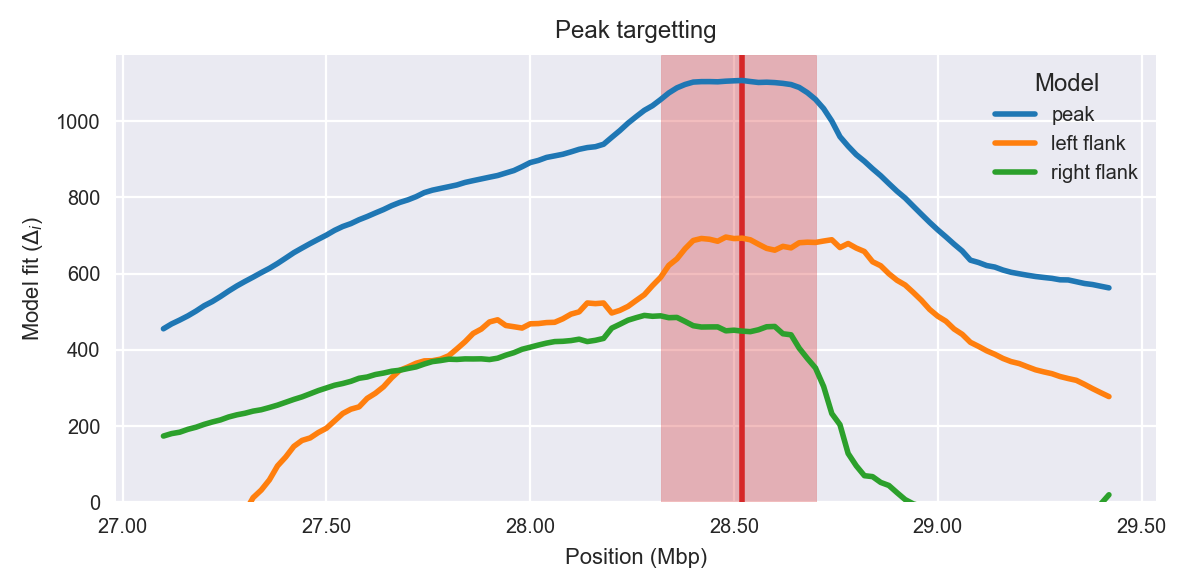 Peak targetting
Model fit (Δi)
1000
800
600
400
200
0
Model
peak
left flank
right flank
27.00 27.50 28.00 28.50 29.00 29.50
Position (Mbp)